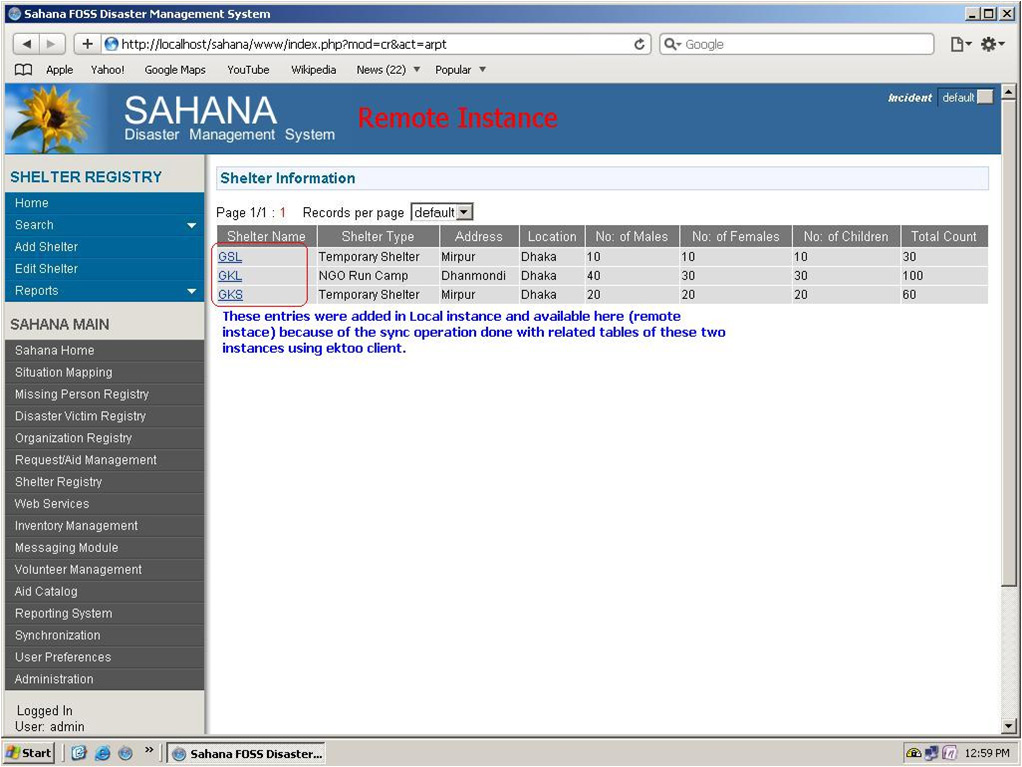 Sahana FOSS Disaster Management System
http://localhost/sahana/www/index.php?mod=cr&act=arpt
Google
Apple Yahoo! Google Maps YouTube Wikipedia News (22) Popular
SAHANA
Disaster Management System
Remote Instance
Incident default
SHELTER REGISTRY
Home
Search
Add Shelter
Edit Shelter
Reports
SAHANA MAIN
Sahana Home
Situation Mapping
Missing Person Registry
Disaster Victim Registry
Organization Registry
Request/Aid Management
Shelter Registry
Web Services
Inventory Management
Messaging Module
Volunteer Management
Aid Catalog
Reporting System
Synchronization
User Preferences
Administration
Logged In
User: admin
Shelter Information
Page 1/1 : 1 Records per page default
Shelter Name Shelter Type Address Location No: of Males No: of Females No: of Children Total Count
GSL Temporary Shelter Mirpur Dhaka 10 10 10 30
GKL NGO Run Camp Dhanmondi Dhaka 40 30 30 100
GKS Temporary Shelter Mirpur Dhaka 20 20 20 60
These entries were added in Local instance and available here (remote
instace) because of the sync operation done with related tables of these two
instances using ektoo client.
Start » Sahana FOSS Disaster... 12:59 PM